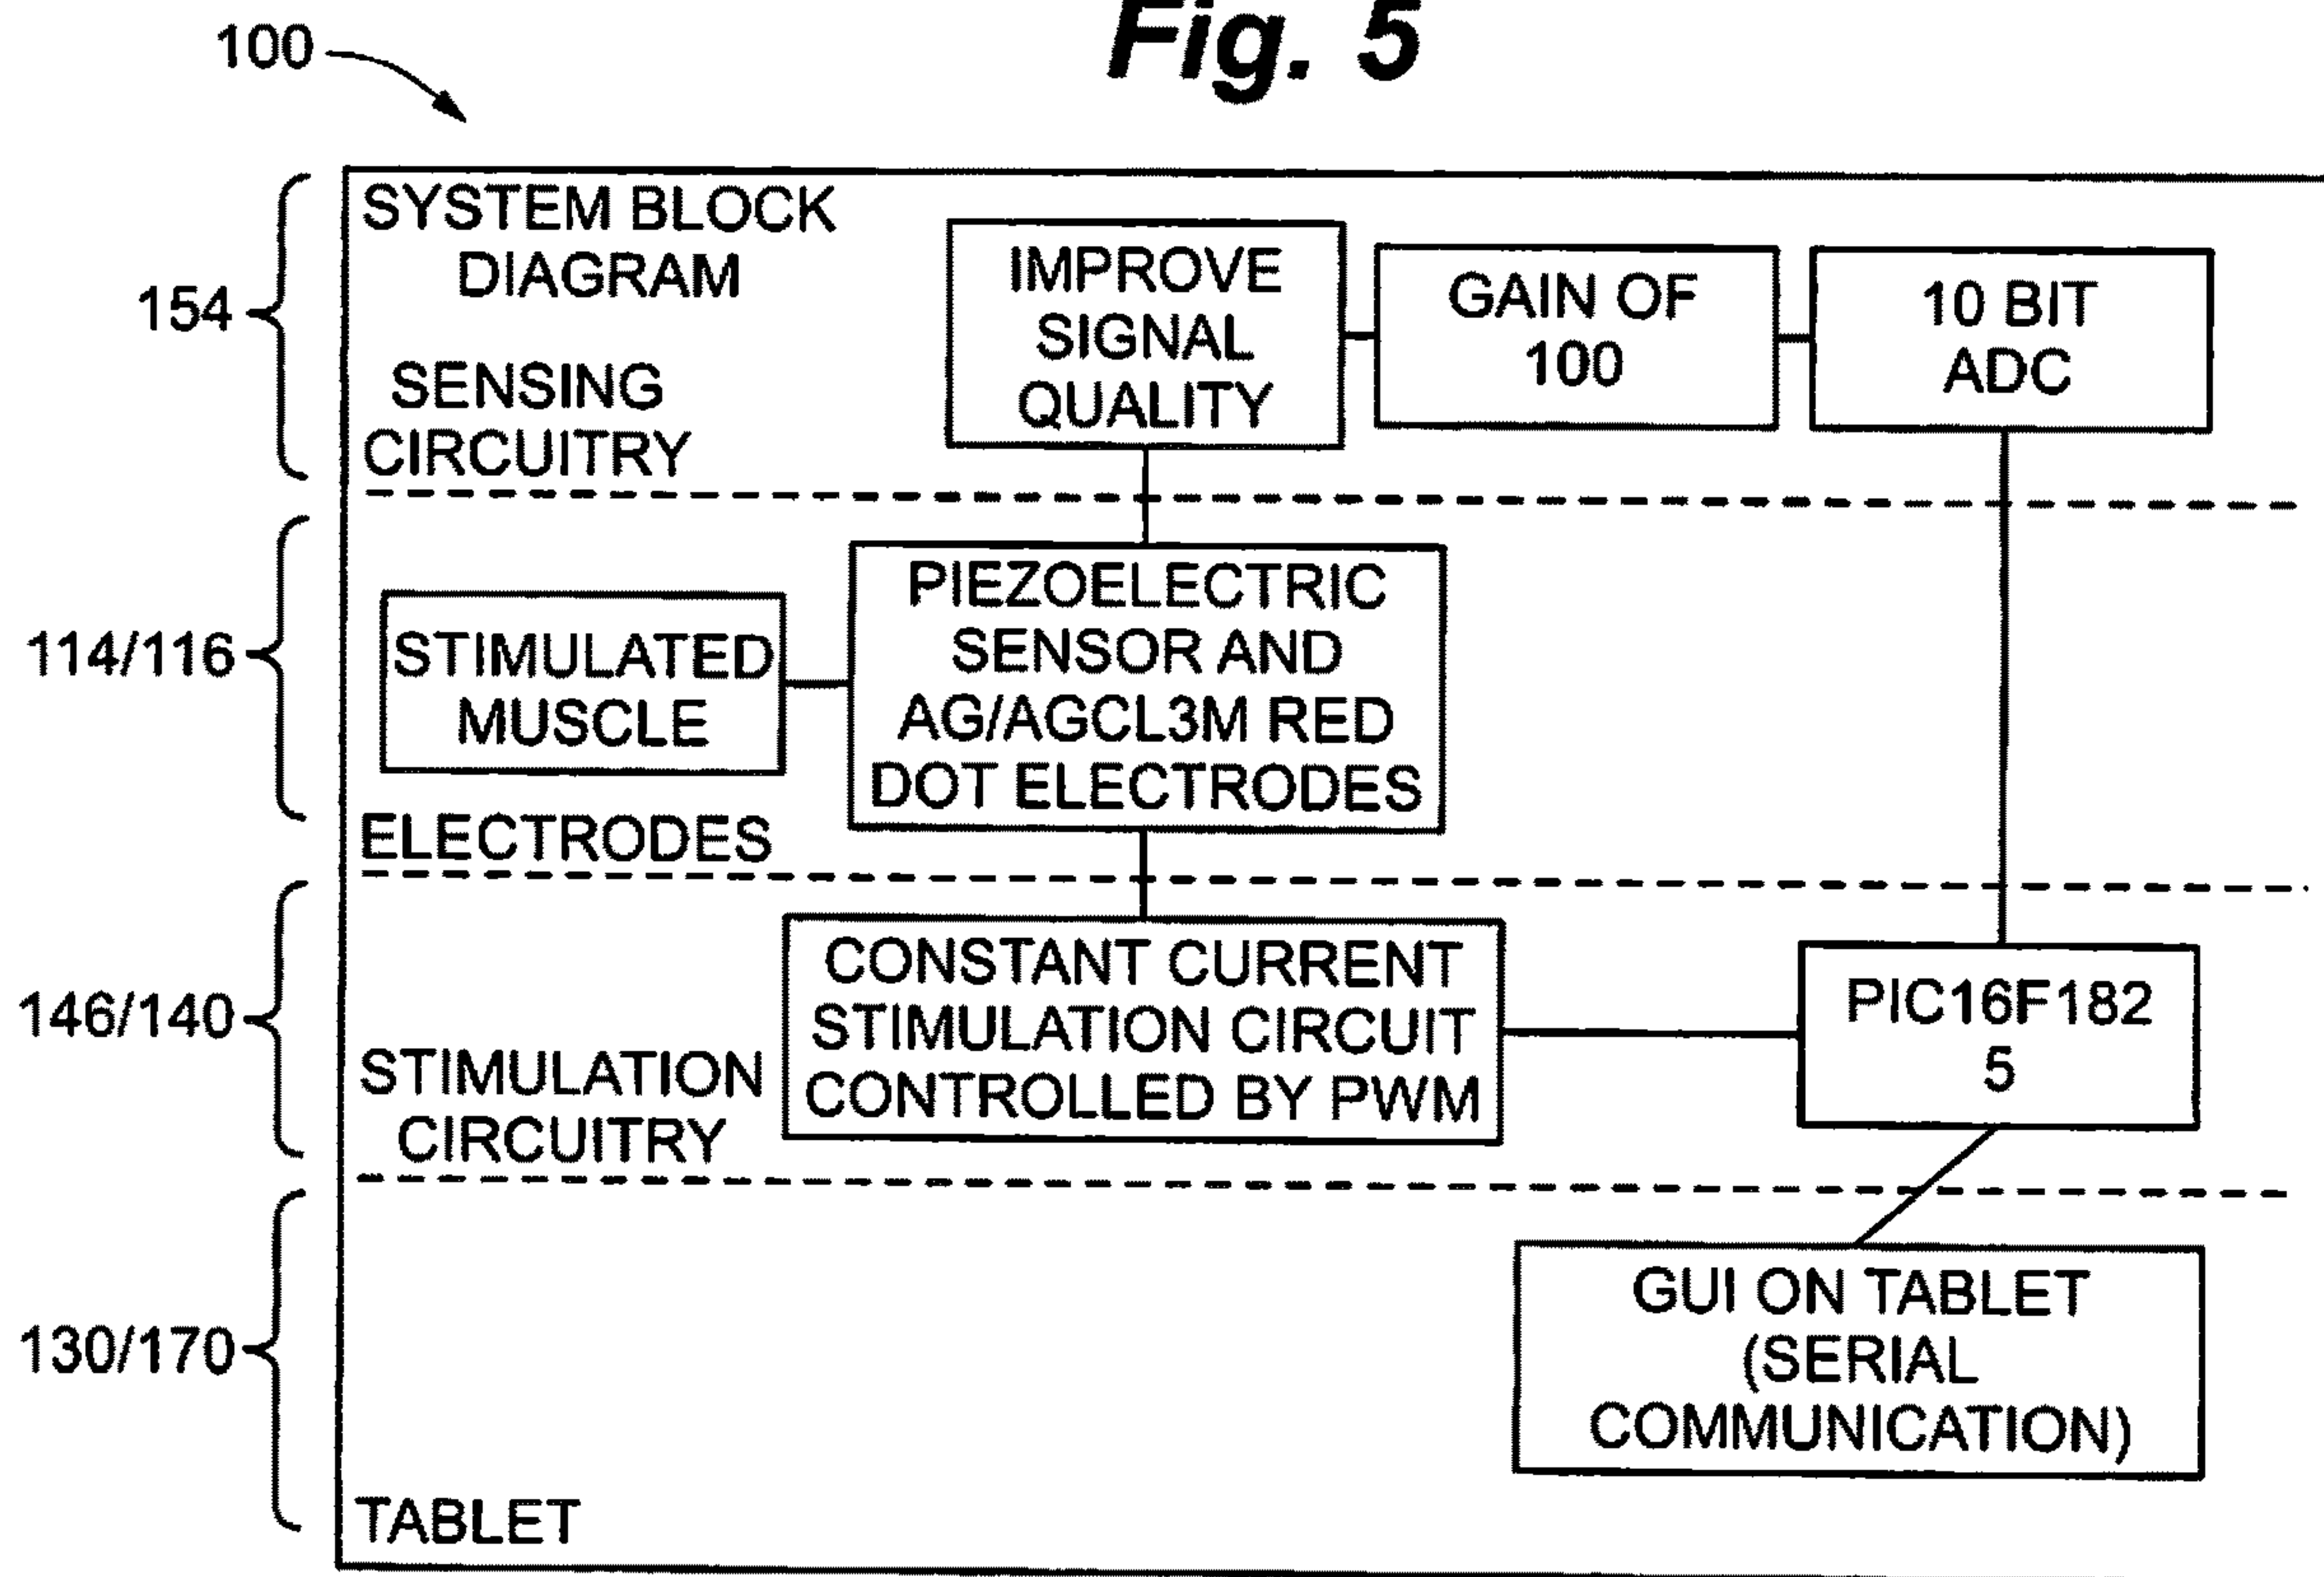 Fig. 5
100
SYSTEM BLOCK
DIAGRAM
154
SENSING
CIRCUITRY
IMPROVE
SIGNAL
QUALITY
GAIN OF
100
10 BIT
ADC
114/116
STIMULATED
MUSCLE
PIEZOELECTRIC
SENSOR AND
AG/AGCL3M RED
DOT ELECTRODES
ELECTRODES
146/140
CONSTANT CURRENT
STIMULATION CIRCUIT
CONTROLLED BY PWM
PIC16F182
5
STIMULATION
CIRCUITRY
130/170
GUI ON TABLET
(SERIAL
COMMUNICATION)
TABLET